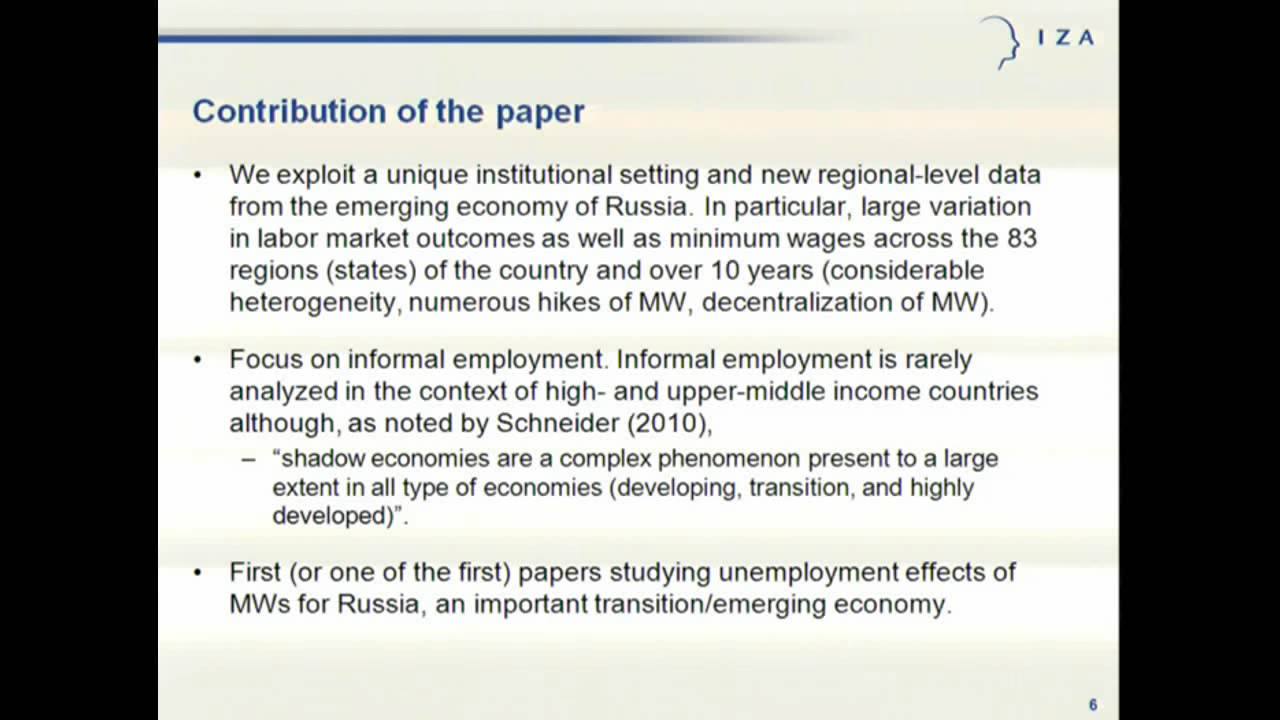 I Z A
Contribution of the paper
• We exploit a unique institutional setting and new regional-level data
from the emerging economy of Russia. In particular, large variation
in labor market outcomes as well as minimum wages across the 83
regions (states) of the country and over 10 years (considerable
heterogeneity, numerous hikes of MW, decentralization of MW).
• Focus on informal employment. Informal employment is rarely
analyzed in the context of high- and upper-middle income countries
although, as noted by Schneider (2010),
– “shadow economies are a complex phenomenon present to a large
extent in all type of economies (developing, transition, and highly
developed)”.
• First (or one of the first) papers studying unemployment effects of
MWs for Russia, an important transition/emerging economy.
6